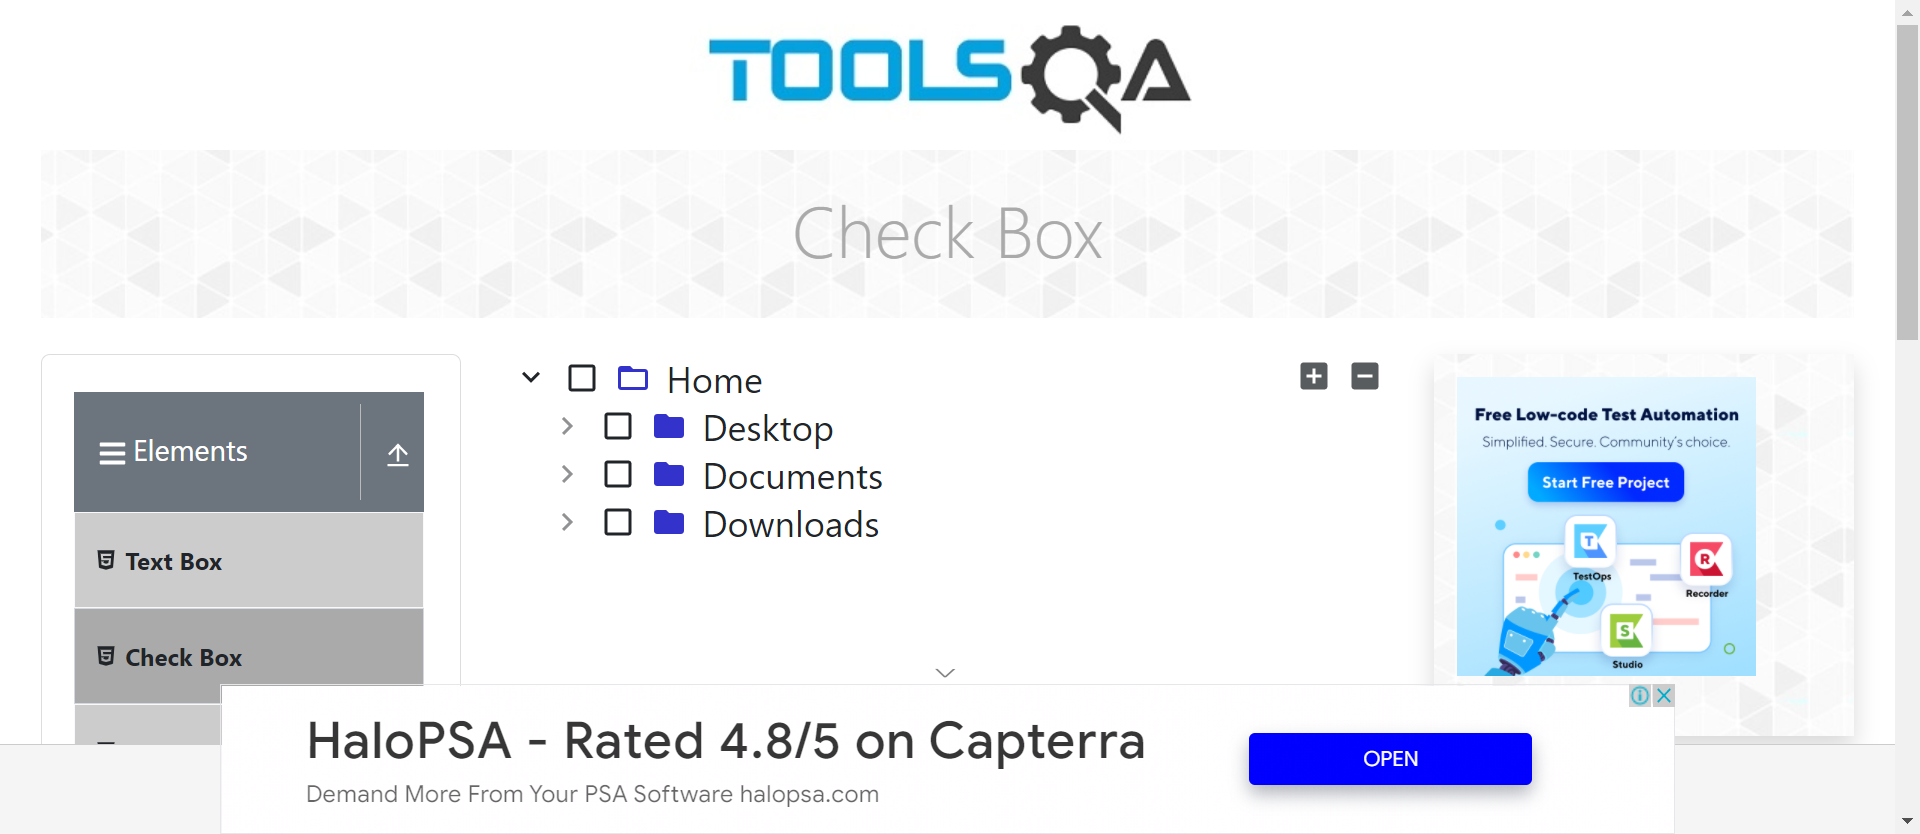 TOOLSQA
Check Box
Elements
Text Box
Check Box
Home
Desktop
Documents
Downloads
Free Low-code Test Automation
Simplified. Secure. Community's choice.
Start Free Project
T
TestOps
R
Recorder
S
Studio
HaloPSA - Rated 4.8/5 on Capterra
Demand More From Your PSA Software halopsa.com
OPEN